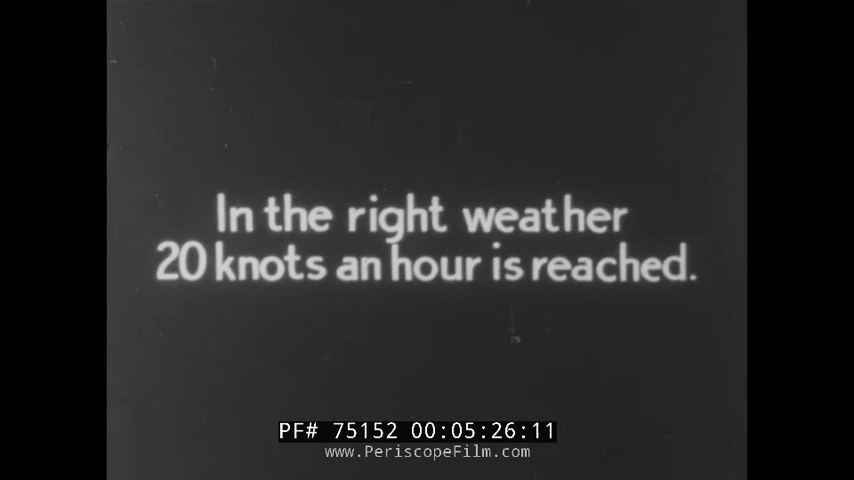 In the right weather
20 knots an hour is reached.
PF# 75152 00:05:26:11
www.PeriscopeFilm.com